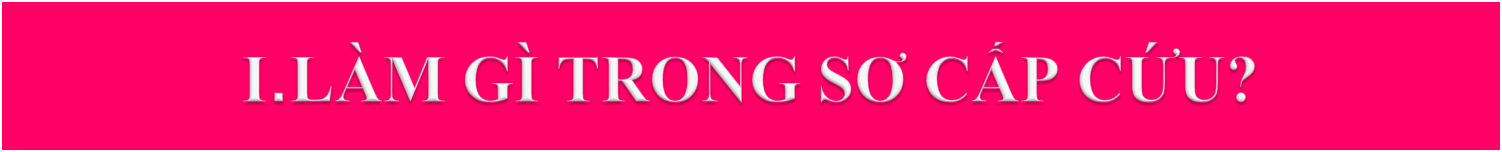 I.LÀM GÌ TRONG SƠ CẤP CỨU?